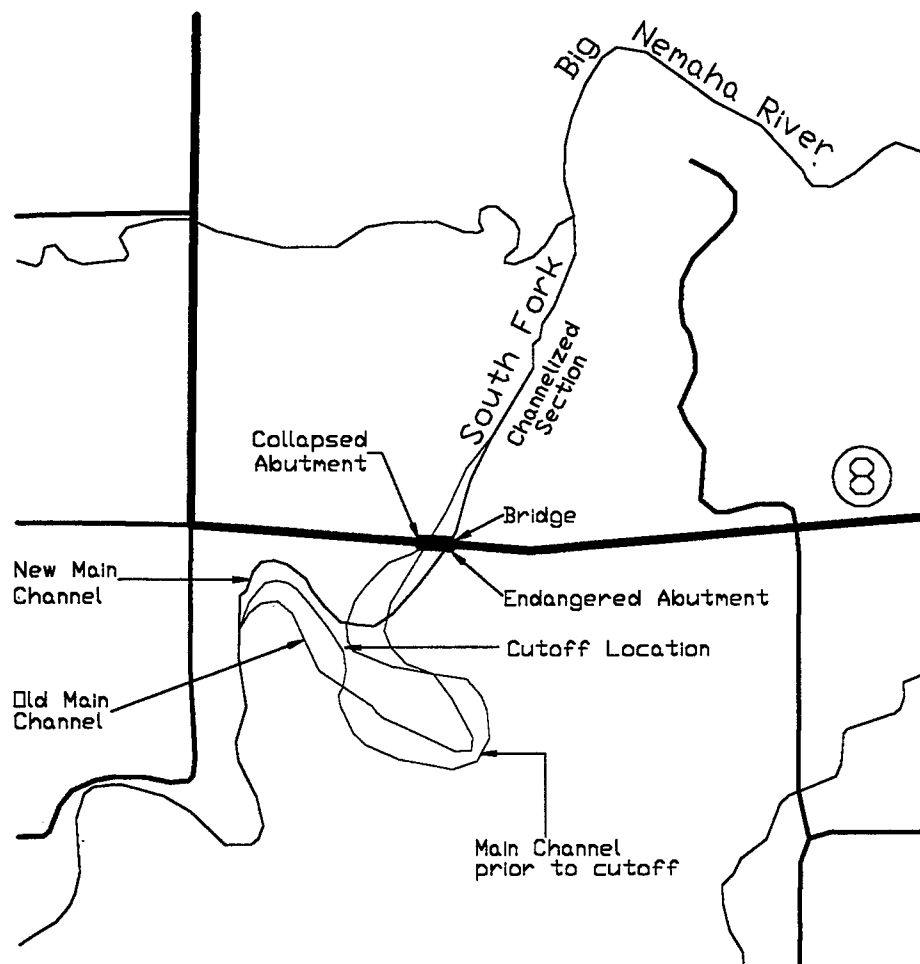 Big
Nemaha River
South Fork
Channelized
Section
Collapsed
Abutment
8
Bridge
New Main
Channel
Endangered Abutment
Cutoff Location
Old Main
Channel
Main Channel
prior to cutoff